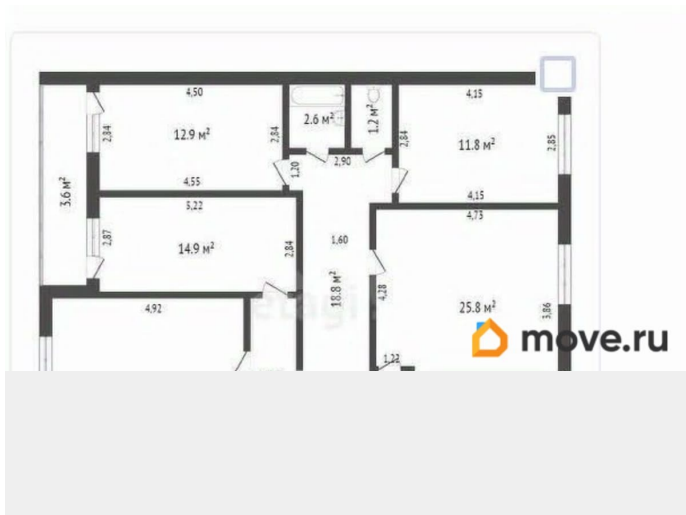 4,50
4,15
2,84
12.9 м²
2,84
2.6 м²
1.2 м²
2,84
11.8 м²
2,85
1,20
2,90
3.6 м²
4,55
4,15
5,22
4,73
2,87
14.9 м²
2,84
1,60
18.8 м²
4,28
25.8 м²
3,86
4,92
1,22
move.ru